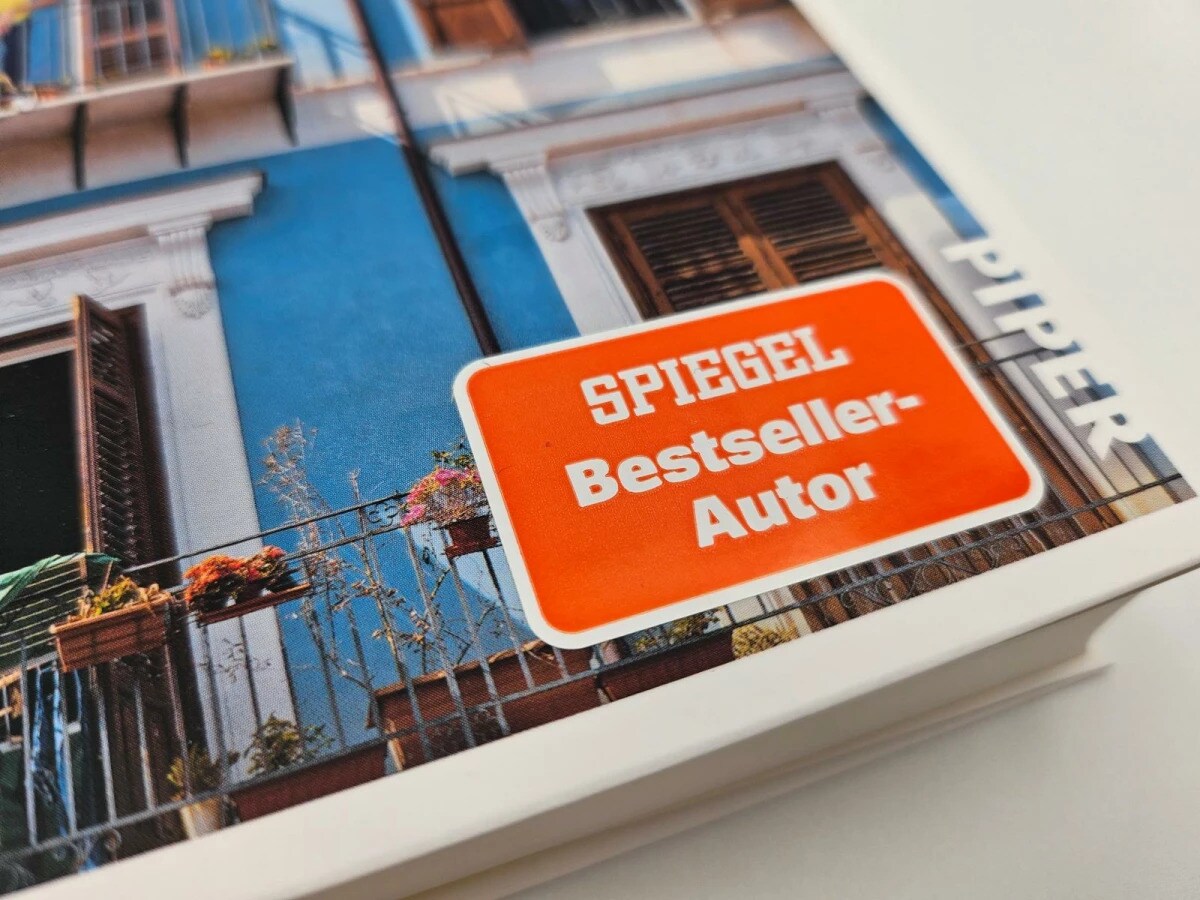 SPIEGEL
Bestseller-
Autor
PIPER